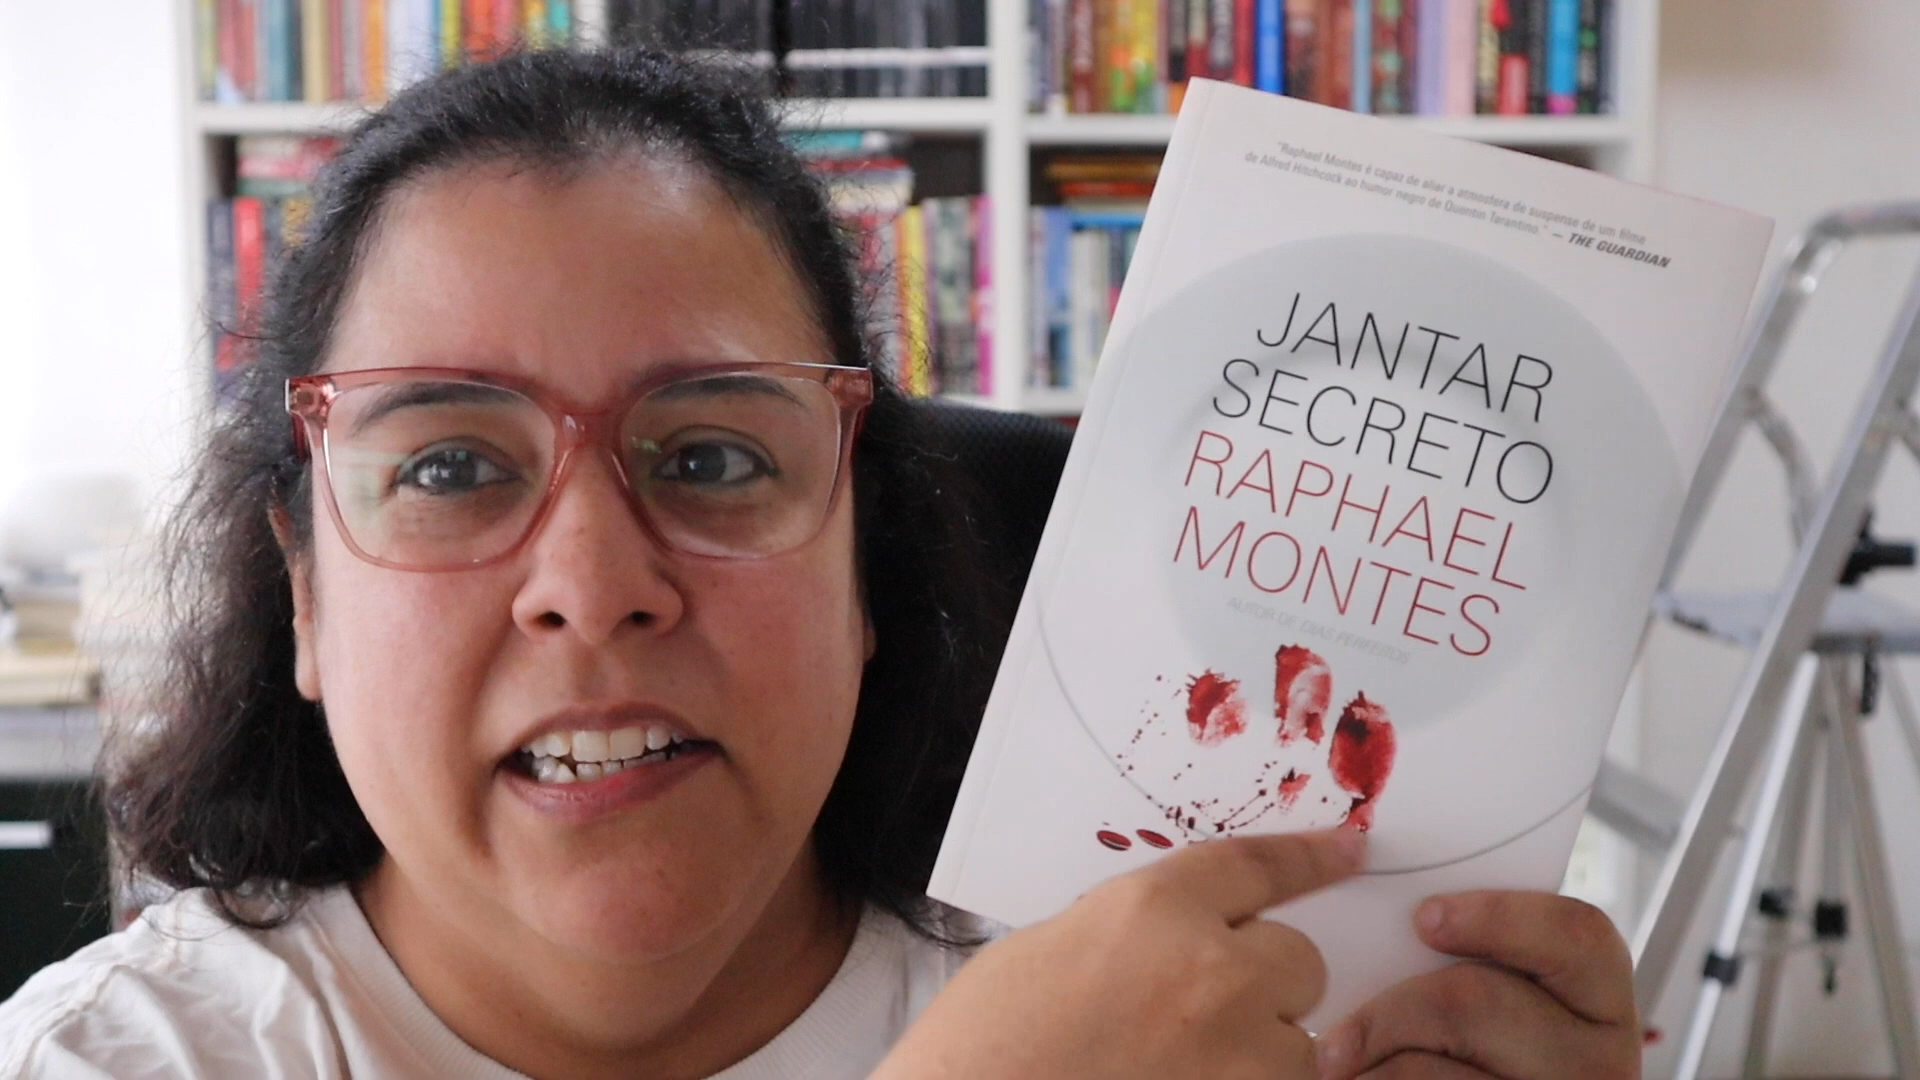 "Raphael Montes é capaz de aliar a atmosfera de suspense de um filme
de Alfred Hitchcock ao humor negro de Quentin Tarantino." — THE GUARDIAN
JANTAR
SECRETO
RAPHAEL
MONTES
AUTOR DE DIAS PERFEITOS